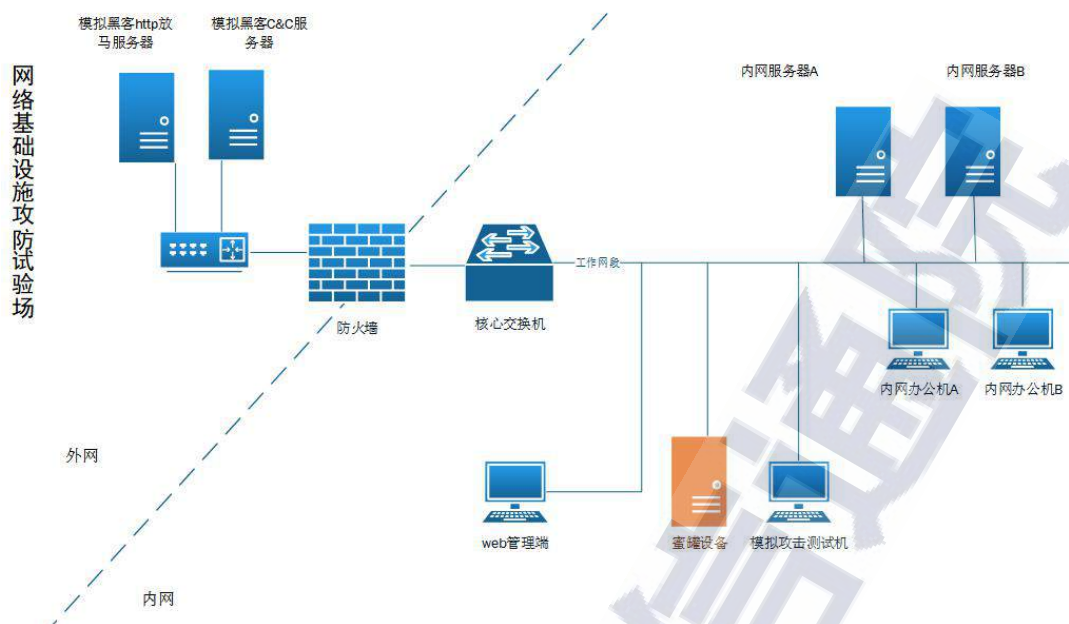 网络基础设施攻防试验场
模拟黑客http放
马服务器
模拟黑客C&C服
务器
内网服务器A
内网服务器B
工作网段
防火墙
核心交换机
内网办公机A
内网办公机B
外网
web管理端
蜜罐设备
模拟攻击测试机
内网
信通院